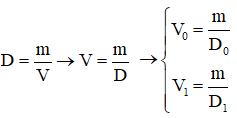 D = m/V → V = m/D → { V₀ = m/D₀
V₁ = m/D₁